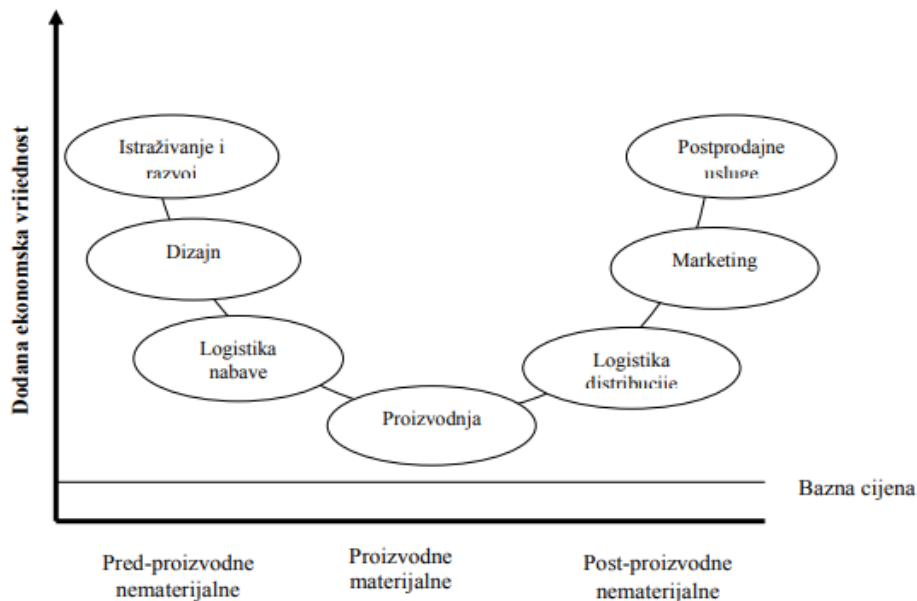 Dodana ekonomska vrijednost
Istraživanje i
razvoj
Dizajn
Logistika
nabave
Proizvodnja
Logistika
distribucije
Marketing
Postprodajne
usluge
Bazna cijena
Pred-proizvodne
nematerijalne
Proizvodne
materijalne
Post-proizvodne
nematerijalne